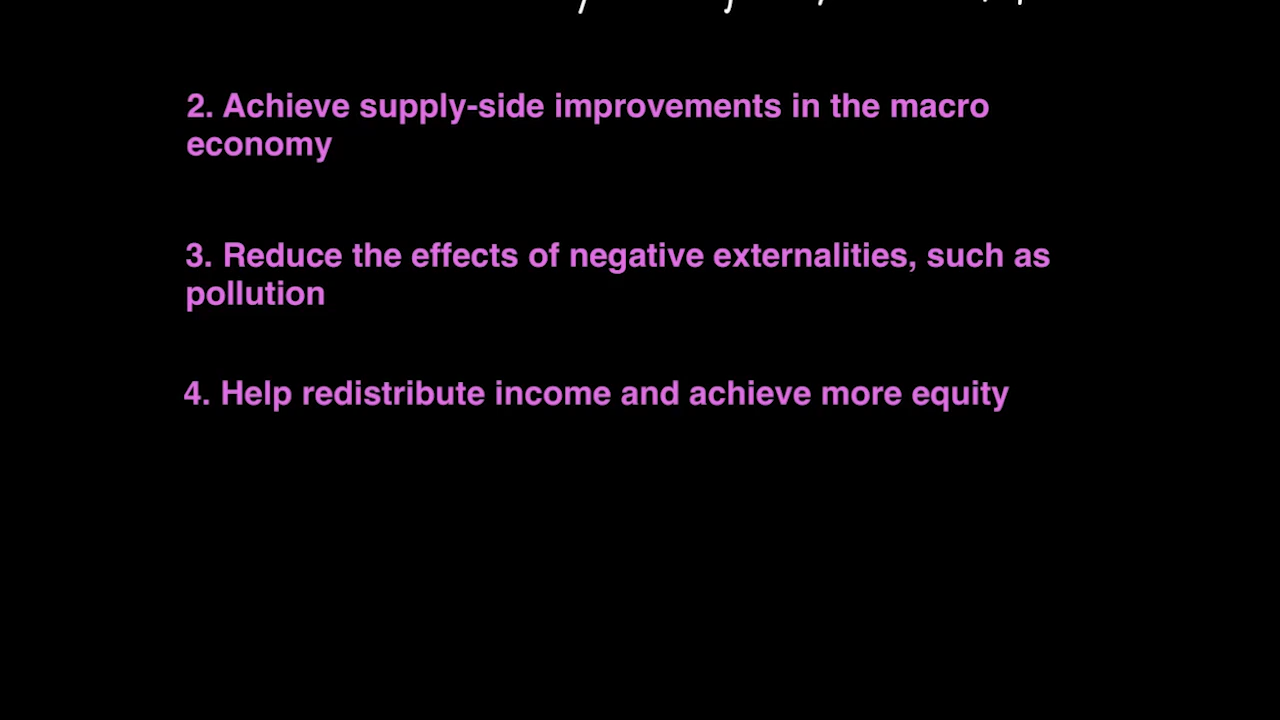 2. Achieve supply-side improvements in the macro
economy
3. Reduce the effects of negative externalities, such as
pollution
4. Help redistribute income and achieve more equity